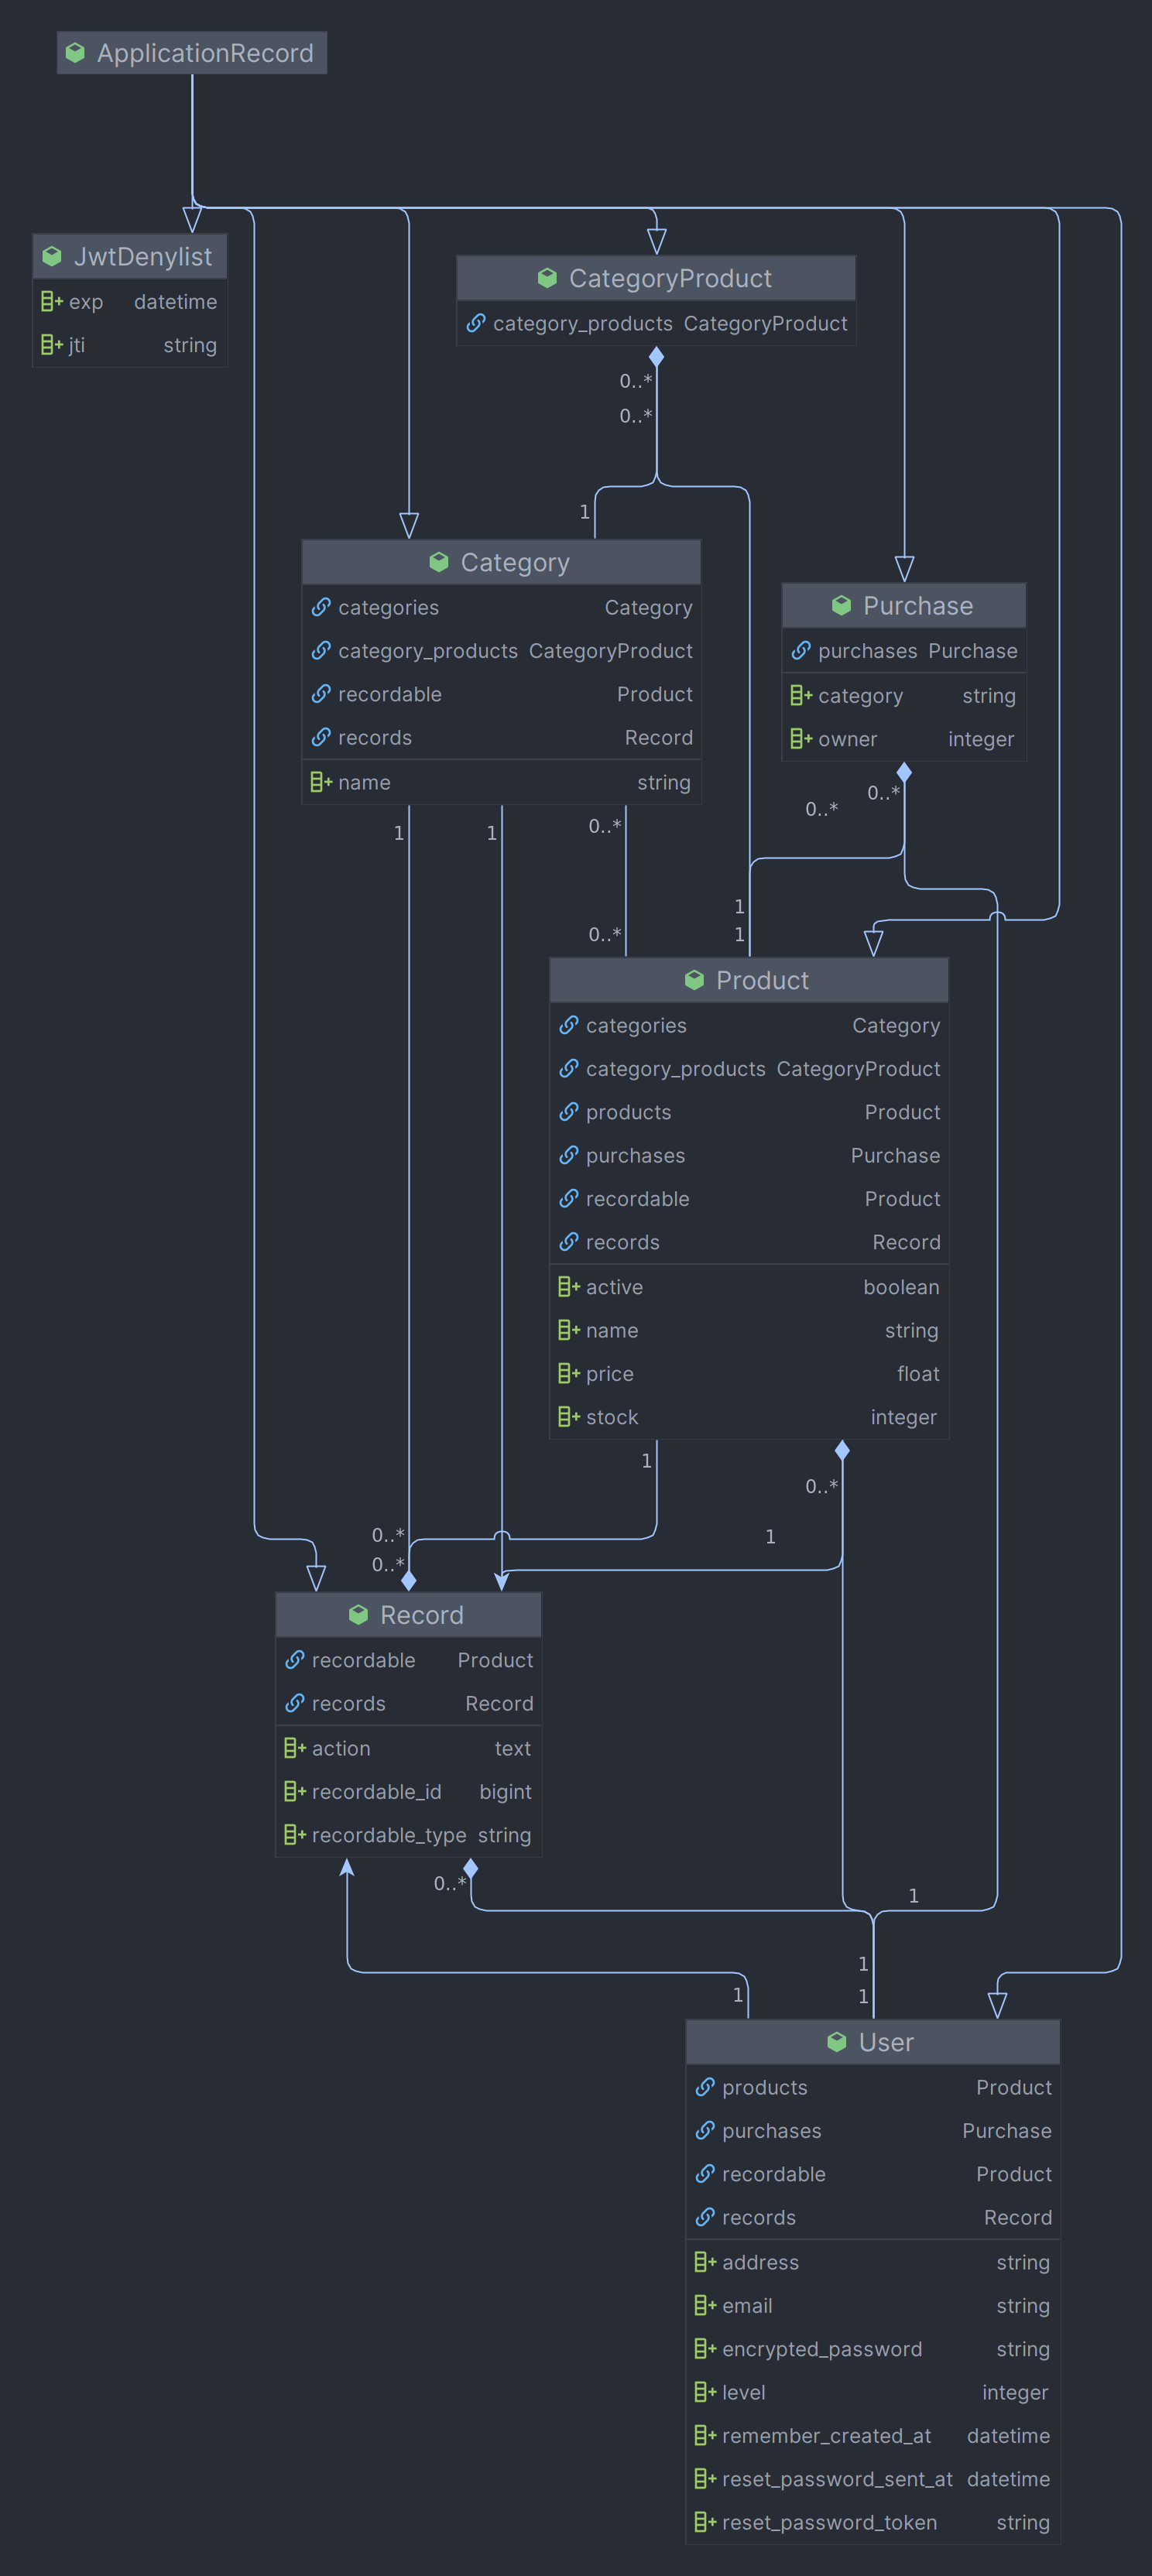 ApplicationRecord
JwtDenylist
exp datetime
jti string
CategoryProduct
category_products CategoryProduct
0..*
0..*
1
Category
categories Category
category_products CategoryProduct
recordable Product
records Record
name string
Purchase
purchases Purchase
category string
owner integer
0..*
0..*
1
1
0..*
1
0..*
1
Product
categories Category
category_products CategoryProduct
products Product
purchases Purchase
recordable Product
records Record
active boolean
name string
price float
stock integer
1
0..*
0..*
1
0..*
Record
recordable Product
records Record
action text
recordable_id bigint
recordable_type string
0..*
1
1
1
1
User
products Product
purchases Purchase
recordable Product
records Record
address string
email string
encrypted_password string
level integer
remember_created_at datetime
reset_password_sent_at datetime
reset_password_token string